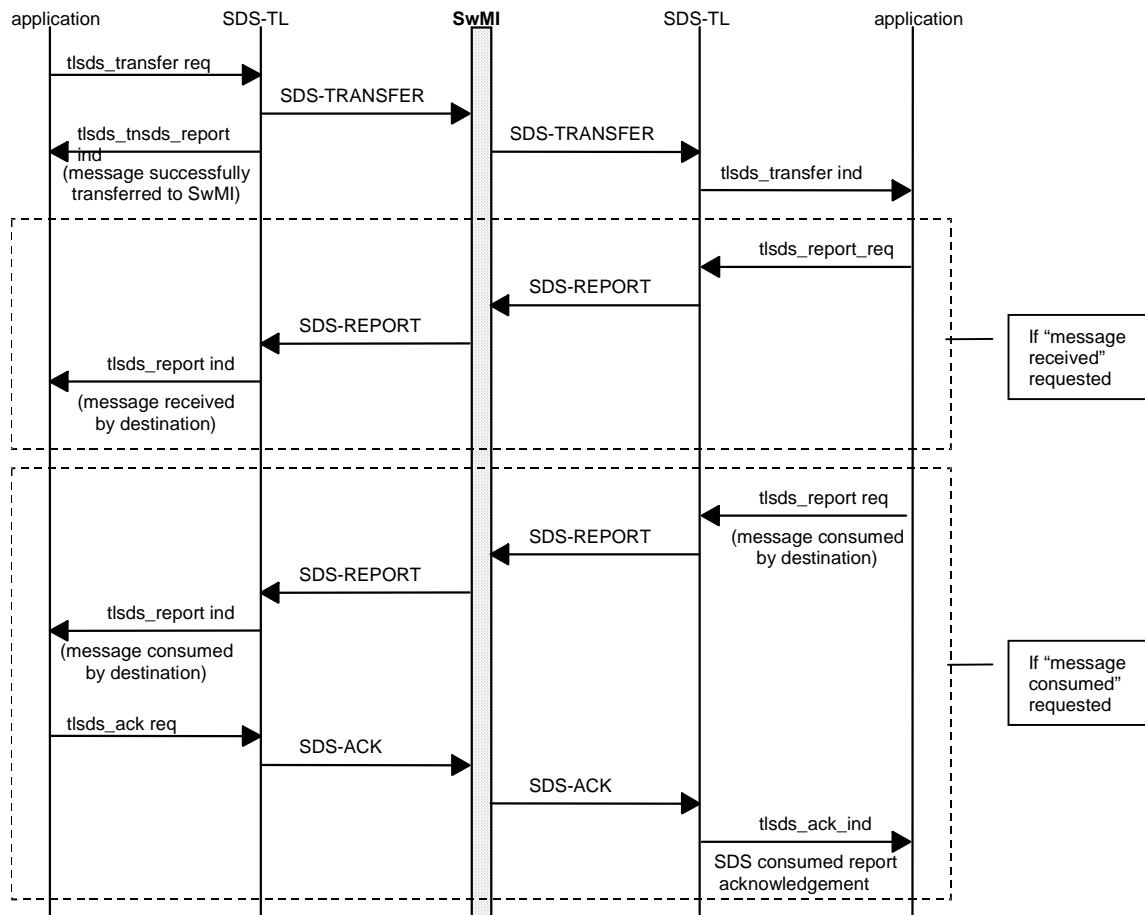 application
SDS-TL
SwMI
SDS-TL
application
tlsds_transfer req
SDS-TRANSFER
tlsds_tnsds_report
ind
(message successfully
transferred to SwMI)
SDS-TRANSFER
tlsds_transfer ind
tlsds_report_req
SDS-REPORT
SDS-REPORT
tlsds_report ind
(message received
by destination)
If “message
received”
requested
tlsds_report req
(message consumed
by destination)
SDS-REPORT
SDS-REPORT
tlsds_report ind
(message consumed
by destination)
If “message
consumed”
requested
tlsds_ack req
SDS-ACK
SDS-ACK
tlsds_ack_ind
SDS consumed report
acknowledgement